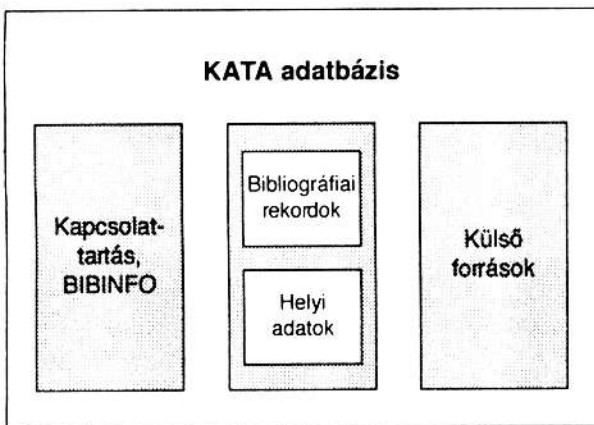 KATA adatbázis
Kapcsolat-
tartás,
BIBINFO
Bibliográfiai
rekordok
Helyi
adatok
Külső
források